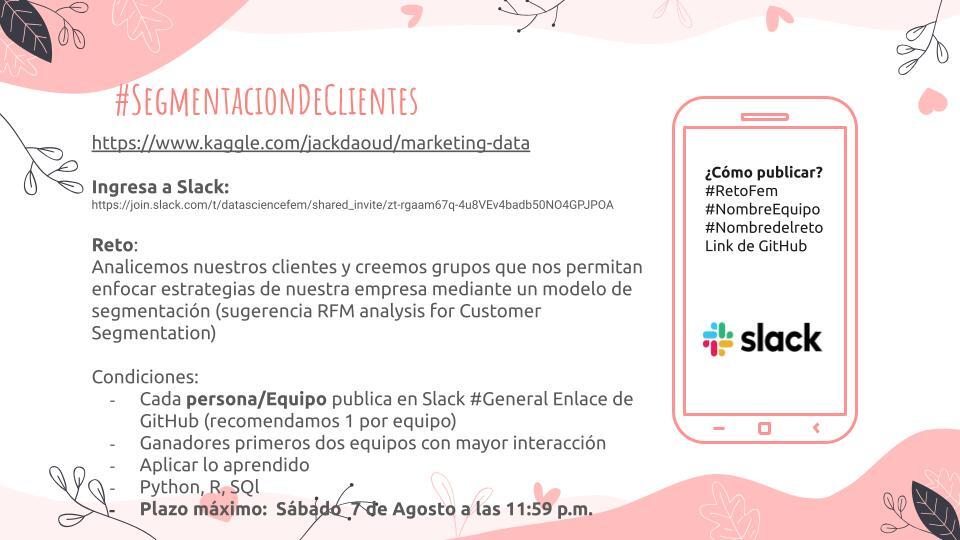 #SegmentacionDeClientes
https://www.kaggle.com/jackdaoud/marketing-data
Ingresa a Slack:
https://join.slack.com/t/datasciencefem/shared_invite/zt-rgaam67q-4u8VEv4badb50NO4GPJPOA
Reto:
Analicemos nuestros clientes y creemos grupos que nos permitan
enfocar estrategias de nuestra empresa mediante un modelo de
segmentación (sugerencia RFM analysis for Customer
Segmentation)
Condiciones:
- Cada persona/Equipo publica en Slack #General Enlace de
GitHub (recomendamos 1 por equipo)
- Ganadores primeros dos equipos con mayor interacción
- Aplicar lo aprendido
- Python, R, SQl
- Plazo máximo: Sábado 7 de Agosto a las 11:59 p.m.
¿Cómo publicar?
#RetoFem
#NombreEquipo
#Nombredelreto
Link de GitHub
slack